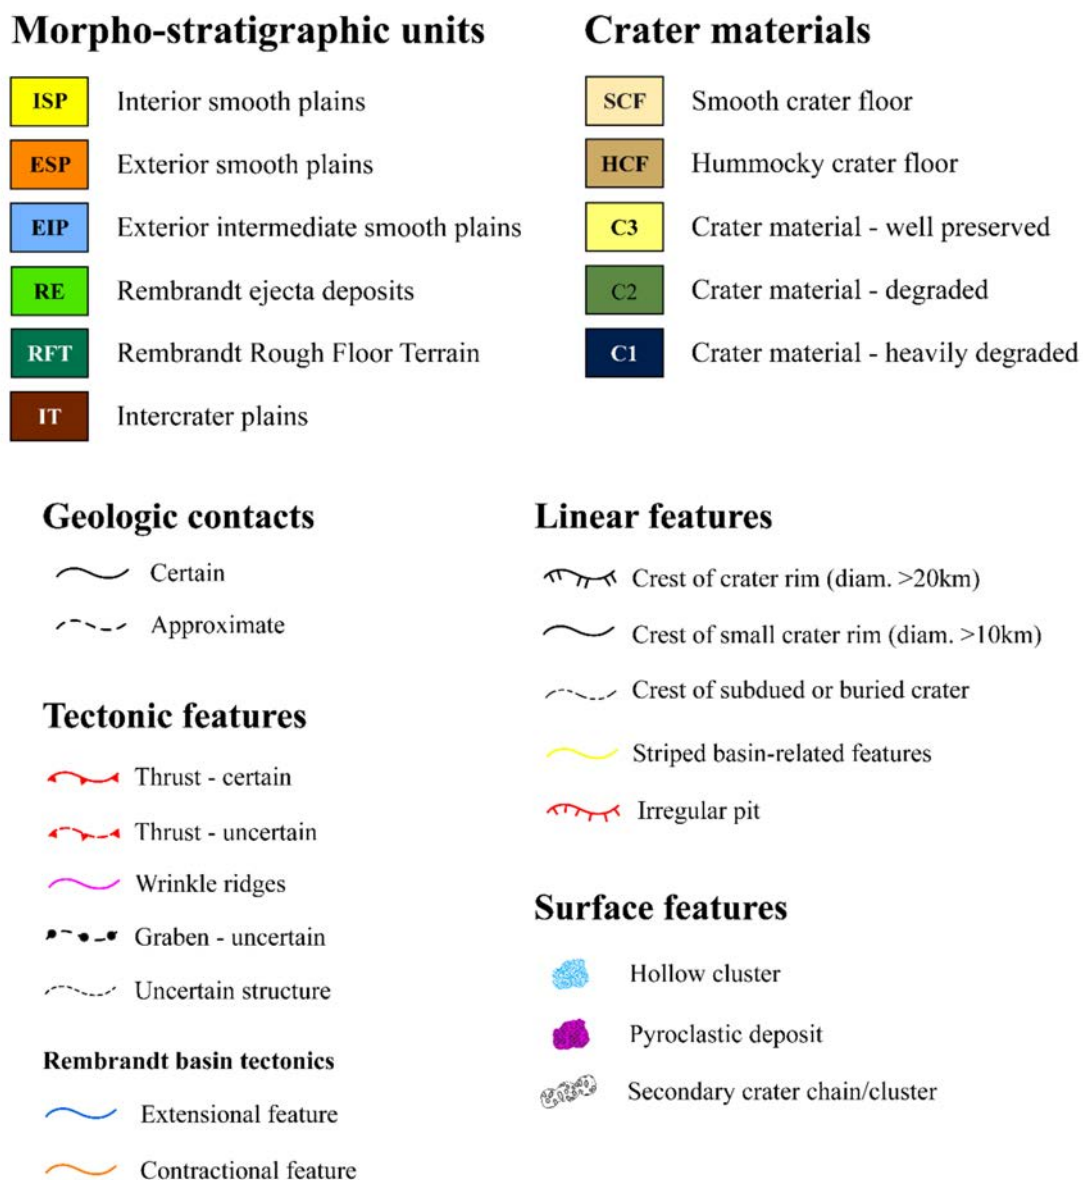 Morpho-stratigraphic units
ISP Interior smooth plains
ESP Exterior smooth plains
EIP Exterior intermediate smooth plains
RE Rembrandt ejecta deposits
RFT Rembrandt Rough Floor Terrain
IT Intercrater plains
Crater materials
SCF Smooth crater floor
HCF Hummocky crater floor
C3 Crater material - well preserved
C2 Crater material - degraded
C1 Crater material - heavily degraded
Geologic contacts
Certain
Approximate
Tectonic features
Thrust - certain
Thrust - uncertain
Wrinkle ridges
Graben - uncertain
Uncertain structure
Rembrandt basin tectonics
Extensional feature
Contractional feature
Linear features
Crest of crater rim (diam. >20km)
Crest of small crater rim (diam. >10km)
Crest of subdued or buried crater
Striped basin-related features
Irregular pit
Surface features
Hollow cluster
Pyroclastic deposit
Secondary crater chain/cluster